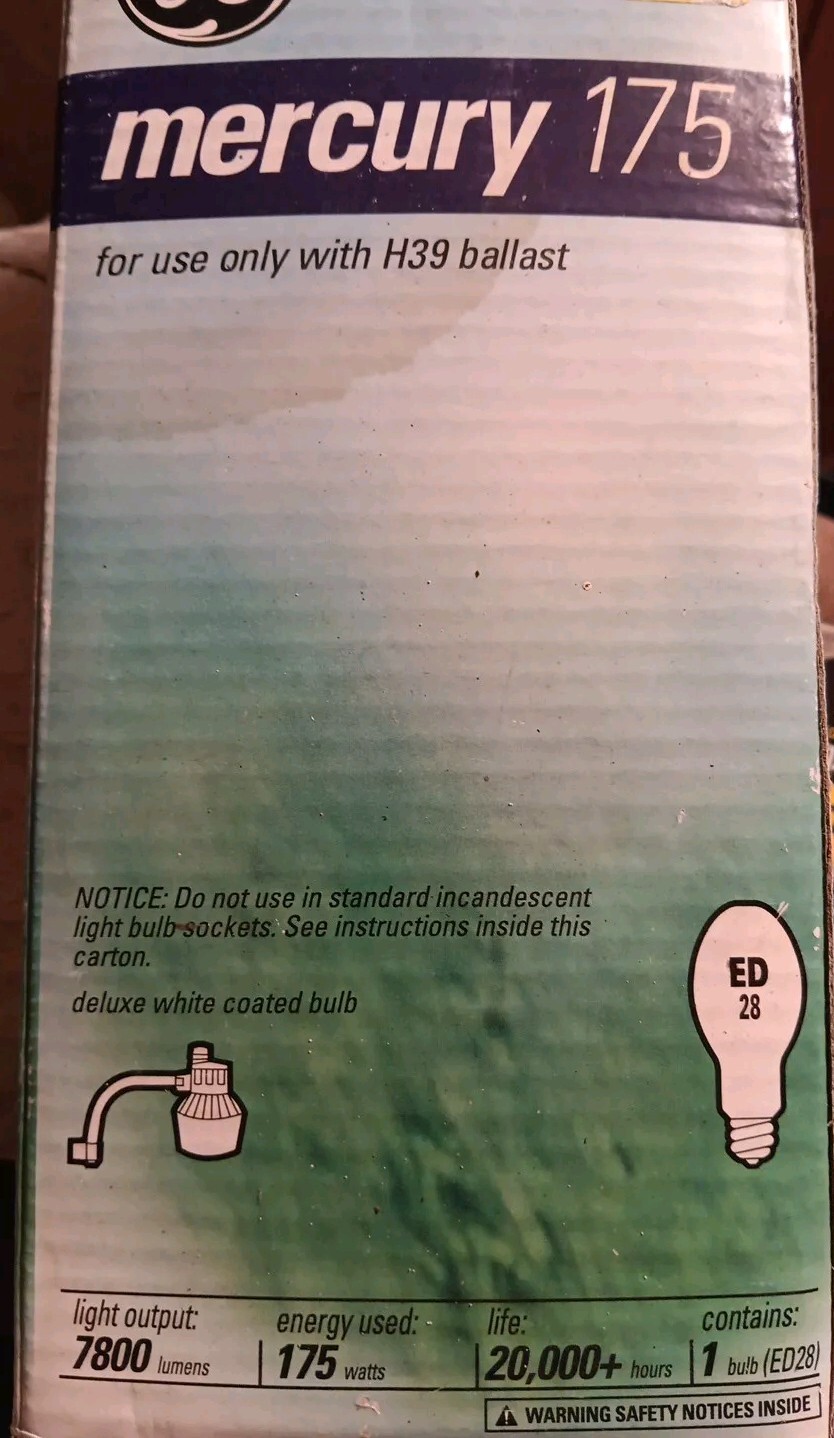 mercury 175
for use only with H39 ballast
NOTICE: Do not use in standard incandescent
light bulb sockets. See instructions inside this
carton.
deluxe white coated bulb
ED
28
light output:
7800 lumens
energy used:
175 watts
life:
20,000+ hours
contains:
1 bulb (ED28)
WARNING SAFETY NOTICES INSIDE